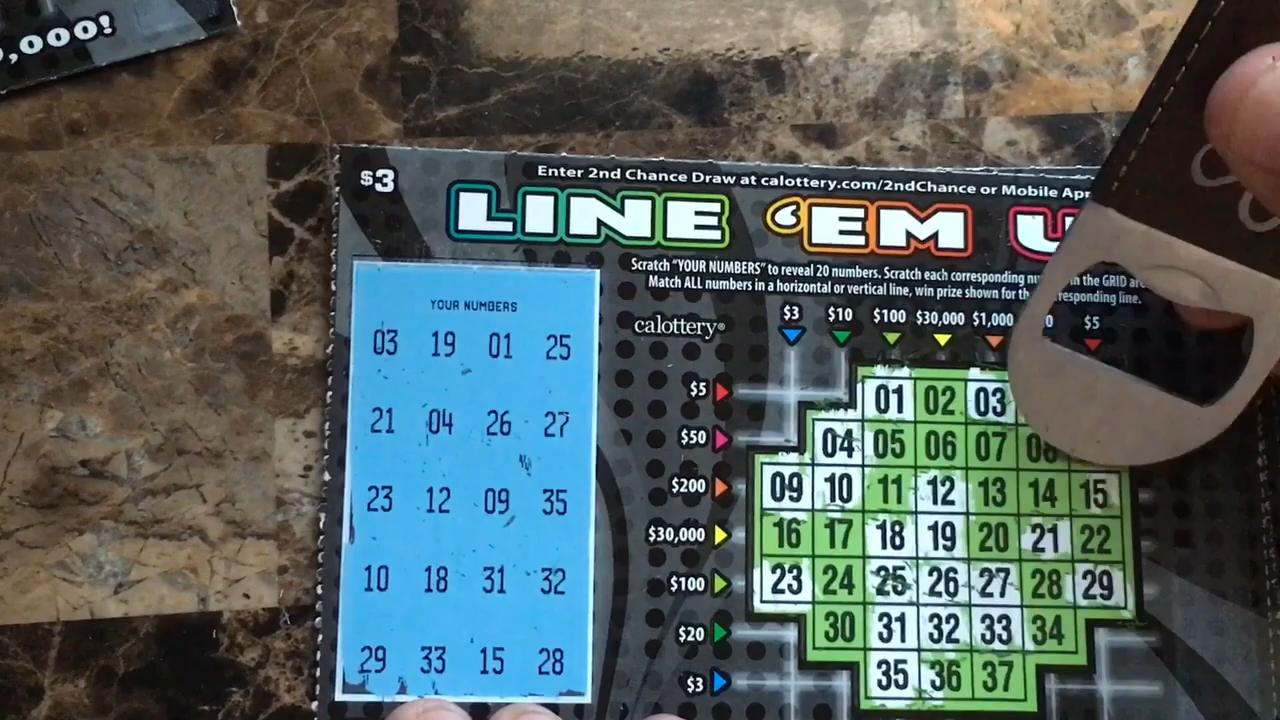 ,000!
$3
Enter 2nd Chance Draw at calottery.com/2ndChance or Mobile
LINE 'EM U
Scratch "YOUR NUMBERS" to reveal 20 numbers. Scratch each corresponding in the GRID
Match ALL numbers in a horizontal or vertical line, win prize shown for line.
YOUR NUMBERS
03 19 01 25
21 04 26 27
23 12 09 35
10 18 31 32
29 33 15 28
calottery®
$3 $10 $100 $30,000 $1,000 $5
$5 01 02 03
$50 04 05 06 07 08
$200 09 10 11 12 13 14 15
$30,000 16 17 18 19 20 21 22
$100 23 24 25 26 27 28 29
$20 30 31 32 33 34
$3 35 36 37